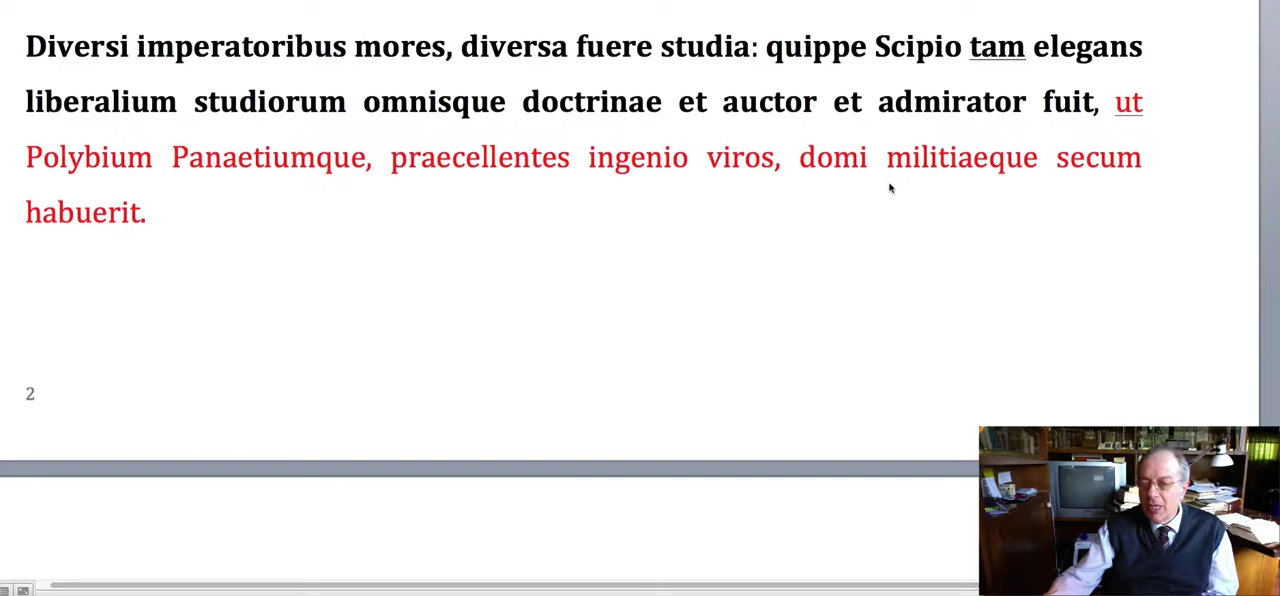 Diversi imperatoribus mores, diversa fuere studia: quippe Scipio tam elegans
liberalium studiorum omnisque doctrinae et auctor et admirator fuit, ut
Polybium Panaetiumque, praecellentes ingenio viros, domi militiaeque secum
habuerit.
2